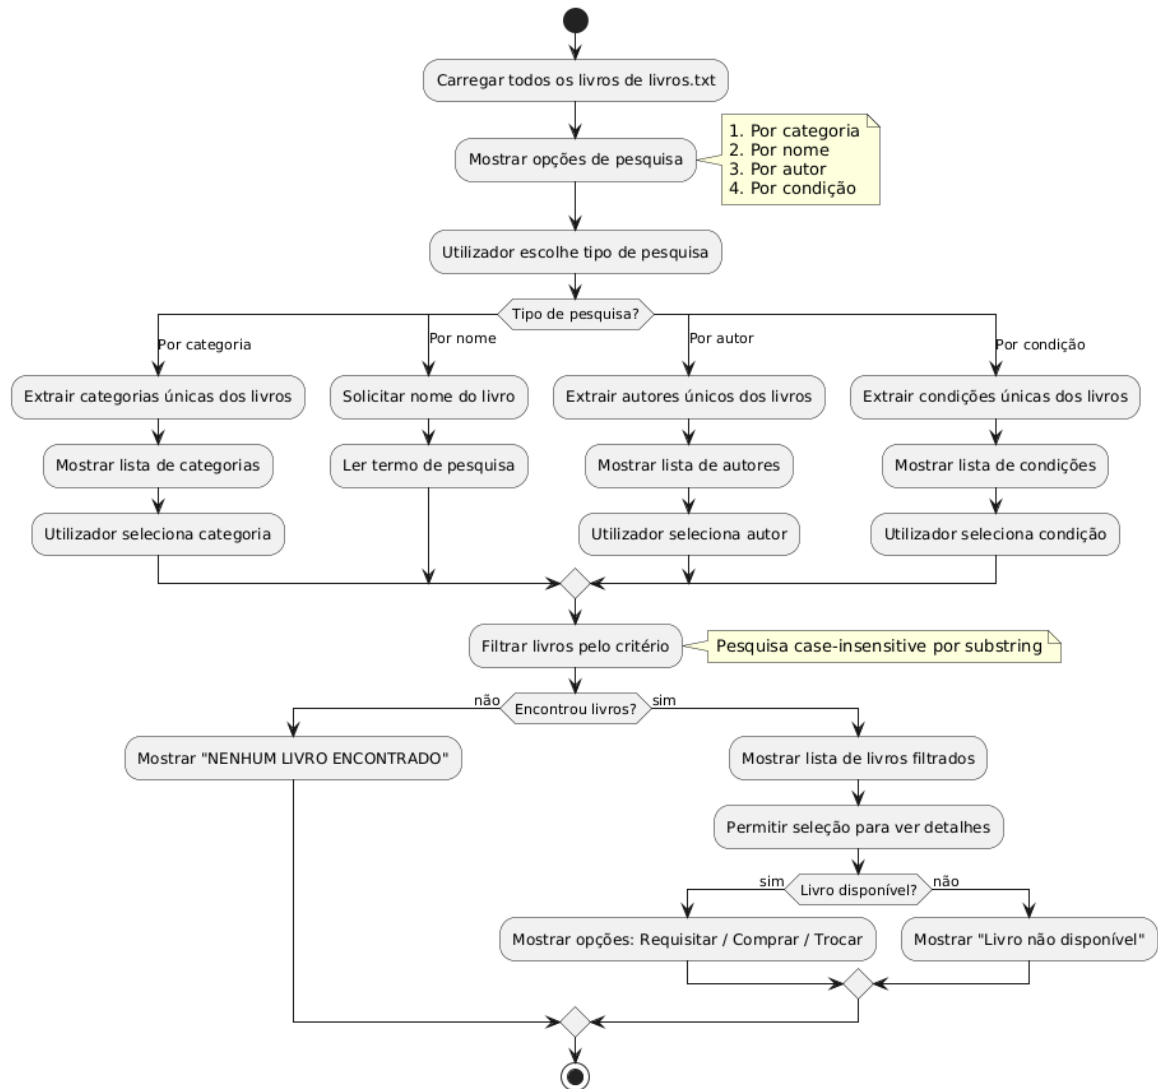 Carregar todos os livros de livros.txt
Mostrar opções de pesquisa
1. Por categoria
2. Por nome
3. Por autor
4. Por condição
Utilizador escolhe tipo de pesquisa
Tipo de pesquisa?
Por categoria
Por nome
Por autor
Por condição
Extrair categorias únicas dos livros
Solicitar nome do livro
Extrair autores únicos dos livros
Extrair condições únicas dos livros
Mostrar lista de categorias
Ler termo de pesquisa
Mostrar lista de autores
Mostrar lista de condições
Utilizador seleciona categoria
Utilizador seleciona autor
Utilizador seleciona condição
Filtrar livros pelo critério
Pesquisa case-insensitive por substring
não
Encontrou livros?
sim
Mostrar "NENHUM LIVRO ENCONTRADO"
Mostrar lista de livros filtrados
Permitir seleção para ver detalhes
sim
Livro disponível?
não
Mostrar opções: Requisitar / Comprar / Trocar
Mostrar "Livro não disponível"